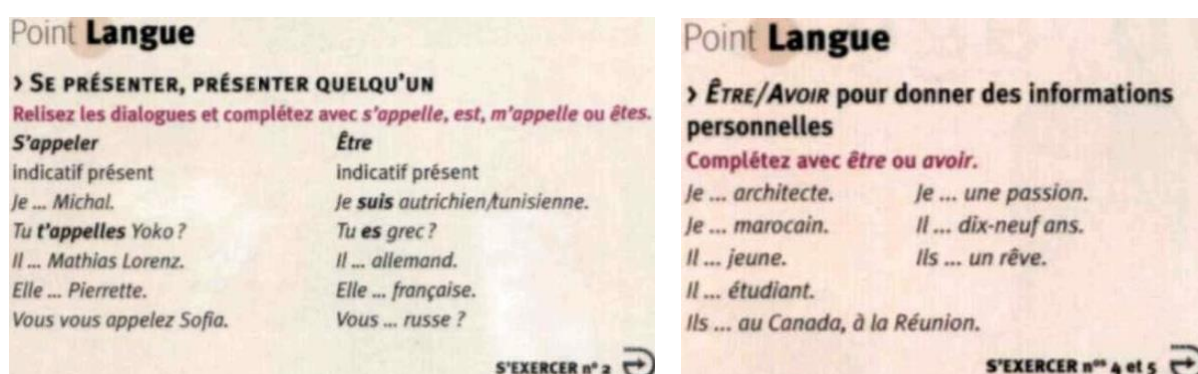 Point Langue
› SE PRÉSENTER, PRÉSENTER QUELQU'UN
Relisez les dialogues et complétez avec s'appelle, est, m'appelle ou êtes.
S'appeler
indicatif présent
Je ... Michal.
Tu t'appelles Yoko ?
Il ... Mathias Lorenz.
Elle ... Pierrette.
Vous vous appelez Sofia.
Être
indicatif présent
Je suis autrichien/tunisienne.
Tu es grec ?
Il ... allemand.
Elle ... française.
Vous ... russe ?
S'EXERCER n° 2
Point Langue
› ÊTRE/AVOIR pour donner des informations
personnelles
Complétez avec être ou avoir.
Je ... architecte.
Je ... marocain.
Il ... jeune.
Il ... étudiant.
Ils ... au Canada, à la Réunion.
Je ... une passion.
Il ... dix-neuf ans.
Ils ... un rêve.
S'EXERCER nos 4 et 5